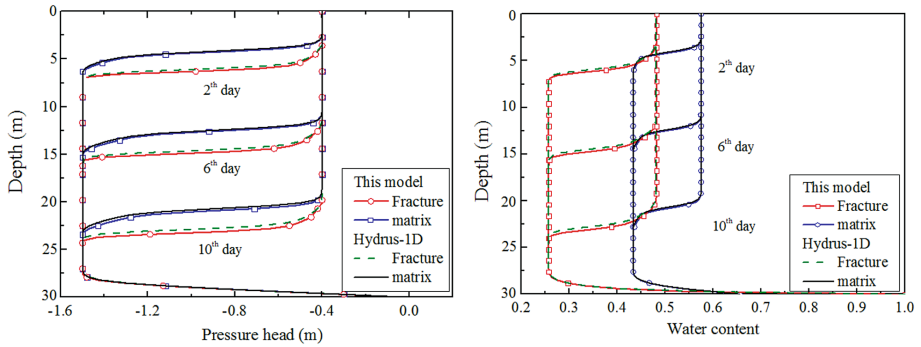 0
5
10
15
20
25
30
Depth (m)
2th day
6th day
10th day
This model
Fracture
matrix
Hydrus-1D
Fracture
matrix
-1.6
-1.2
-0.8
-0.4
0.0
Pressure head (m)
0
5
10
15
20
25
30
Depth (m)
2th day
6th day
10th day
This model
Fracture
matrix
Hydrus-1D
Fracture
matrix
0.2
0.3
0.4
0.5
0.6
0.7
0.8
0.9
1.0
Water content